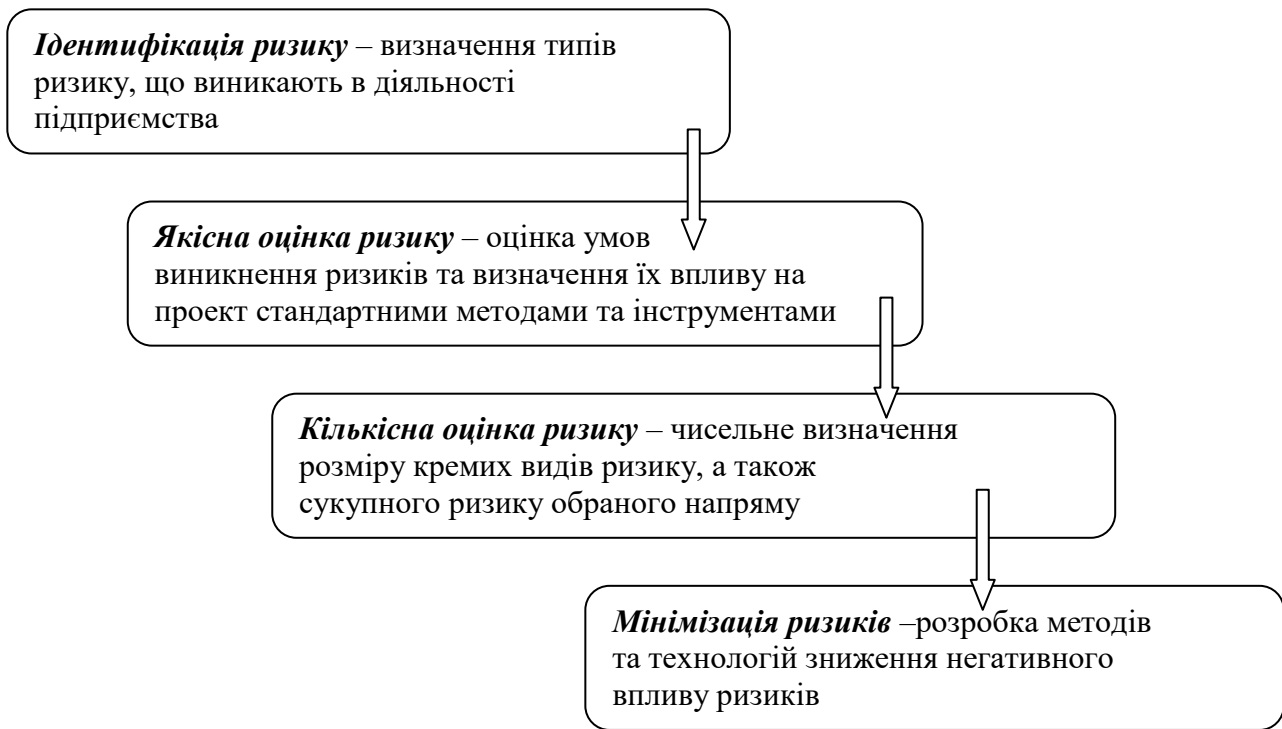 Ідентифікація ризику – визначення типів
ризику, що виникають в діяльності
підприємства
Якісна оцінка ризику – оцінка умов
виникнення ризиків та визначення їх впливу на
проект стандартними методами та інструментами
Кількісна оцінка ризику – чисельне визначення
розміру кремих видів ризику, а також
сукупного ризику обраного напряму
Мінімізація ризиків –розробка методів
та технологій зниження негативного
впливу ризиків